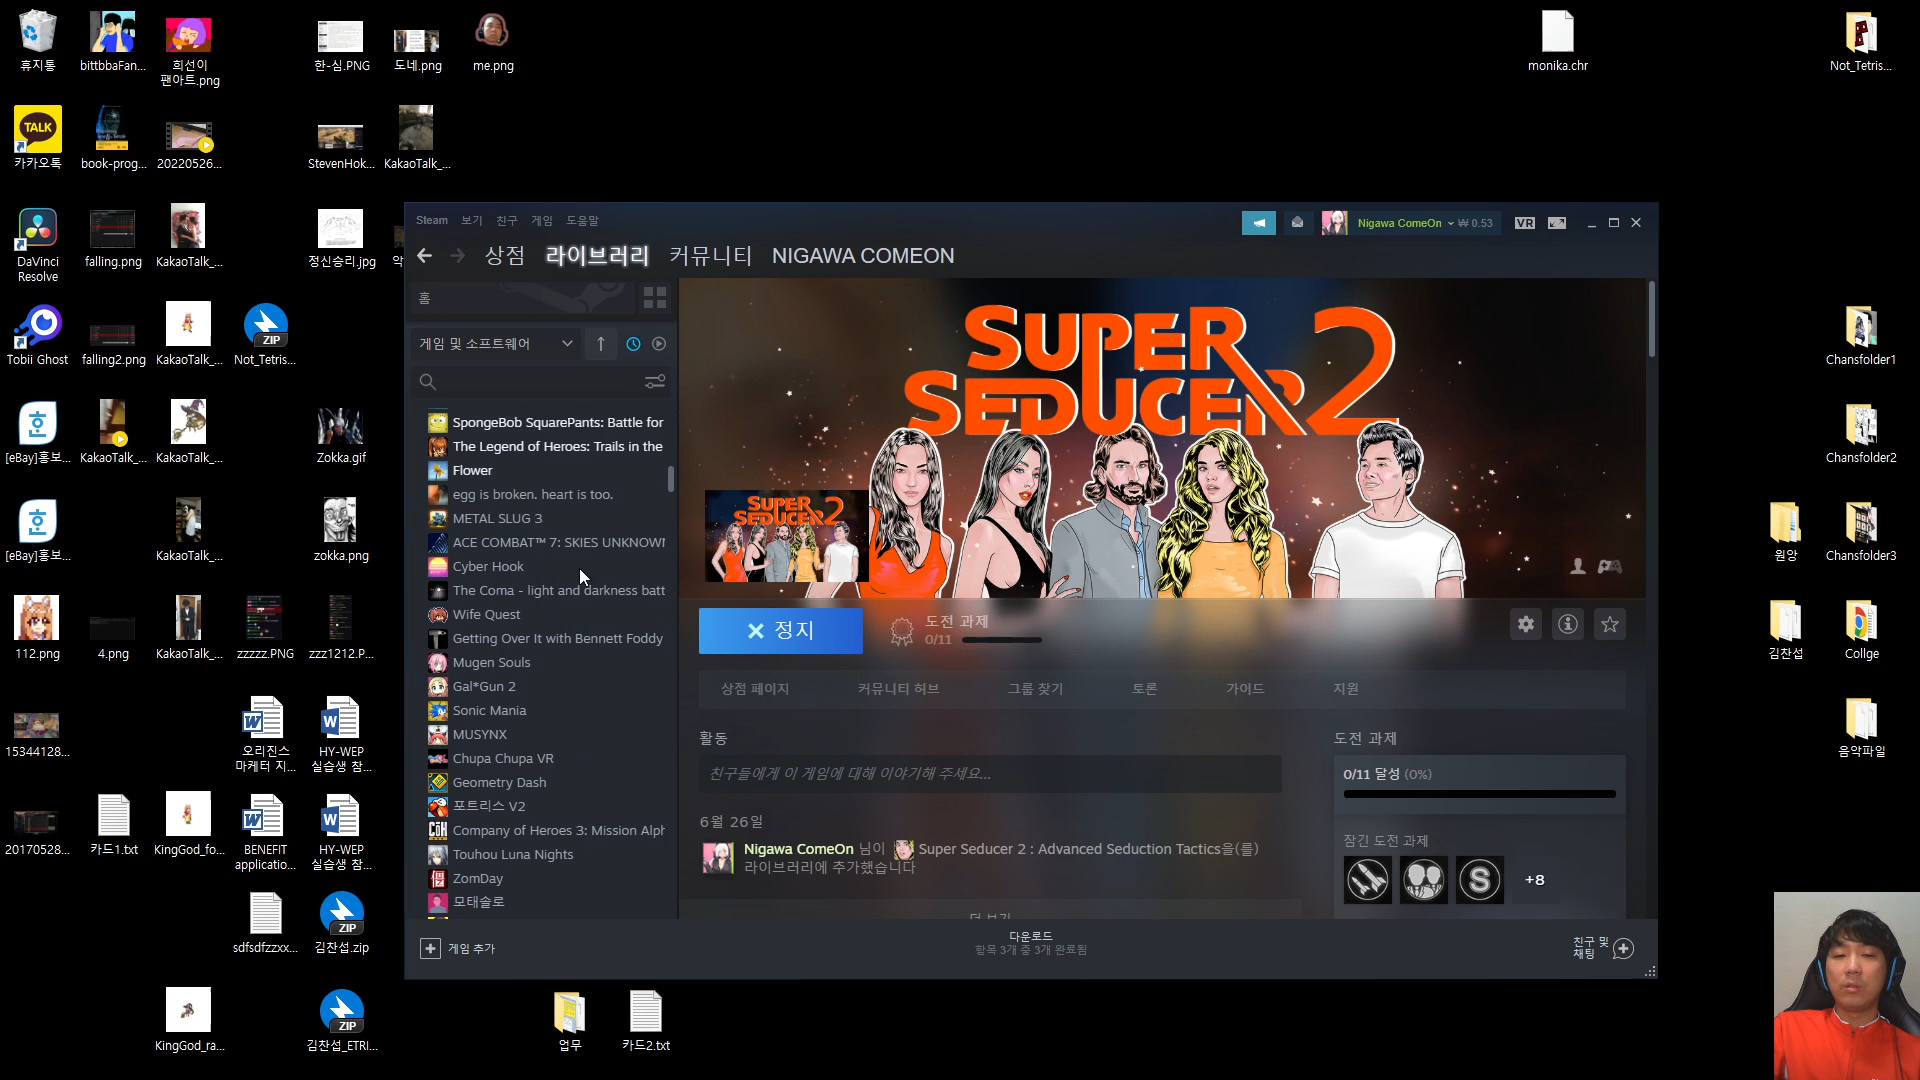 휴지통
bittbbaFan...
희선이
팬아트.png
한-심.PNG
도네.png
me.png
monika.chr
Not_Tetris...
TALK
카카오톡
book-prog...
20220526...
StevenHok...
KakaoTalk_...
DaVinci
Resolve
falling.png
KakaoTalk_...
정신승리.jpg
악
Tobii Ghost
falling2.png
KakaoTalk_...
ZIP
Not_Tetris...
[eBay]홍보...
KakaoTalk_...
KakaoTalk_...
Zokka.gif
[eBay]홍보...
KakaoTalk_...
zokka.png
112.png
4.png
KakaoTalk_...
zzzzz.PNG
zzz1212.P...
15344128...
오리진스
마케터 지...
HY-WEP
실습생 참...
20170528...
카드1.txt
KingGod_fo...
BENEFIT
applicatio...
HY-WEP
실습생 참...
sdfsdfzzxx...
ZIP
김찬섭.zip
KingGod_ra...
ZIP
김찬섭_ETRI...
업무
카드2.txt
Chansfolder1
Chansfolder2
원앙
Chansfolder3
김찬섭
Collge
음악파일
Steam 보기 친구 게임 도움말
Nigawa ComeOn ₩ 0.53
VR
상점 라이브러리 커뮤니티 NIGAWA COMEON
홈
게임 및 소프트웨어
SpongeBob SquarePants: Battle for
The Legend of Heroes: Trails in the
Flower
egg is broken. heart is too.
METAL SLUG 3
ACE COMBAT™ 7: SKIES UNKNOWN
Cyber Hook
The Coma - light and darkness batt
Wife Quest
Getting Over It with Bennett Foddy
Mugen Souls
Gal*Gun 2
Sonic Mania
MUSYNX
Chupa Chupa VR
Geometry Dash
포트리스 V2
Company of Heroes 3: Mission Alph
Touhou Luna Nights
ZomDay
모태솔로
게임 추가
SUPER
SEDUCER 2
SUPER
SEDUCER 2
정지
도전 과제
0/11
상점 페이지 커뮤니티 허브 그룹 찾기 토론 가이드 지원
활동
친구들에게 이 게임에 대해 이야기해 주세요...
6월 26일
Nigawa ComeOn 님이 Super Seducer 2 : Advanced Seduction Tactics을(를)
라이브러리에 추가했습니다
더 보기
도전 과제
0/11 달성 (0%)
잠긴 도전 과제
+8
다운로드
항목 3개 중 3개 완료됨
친구 및
채팅